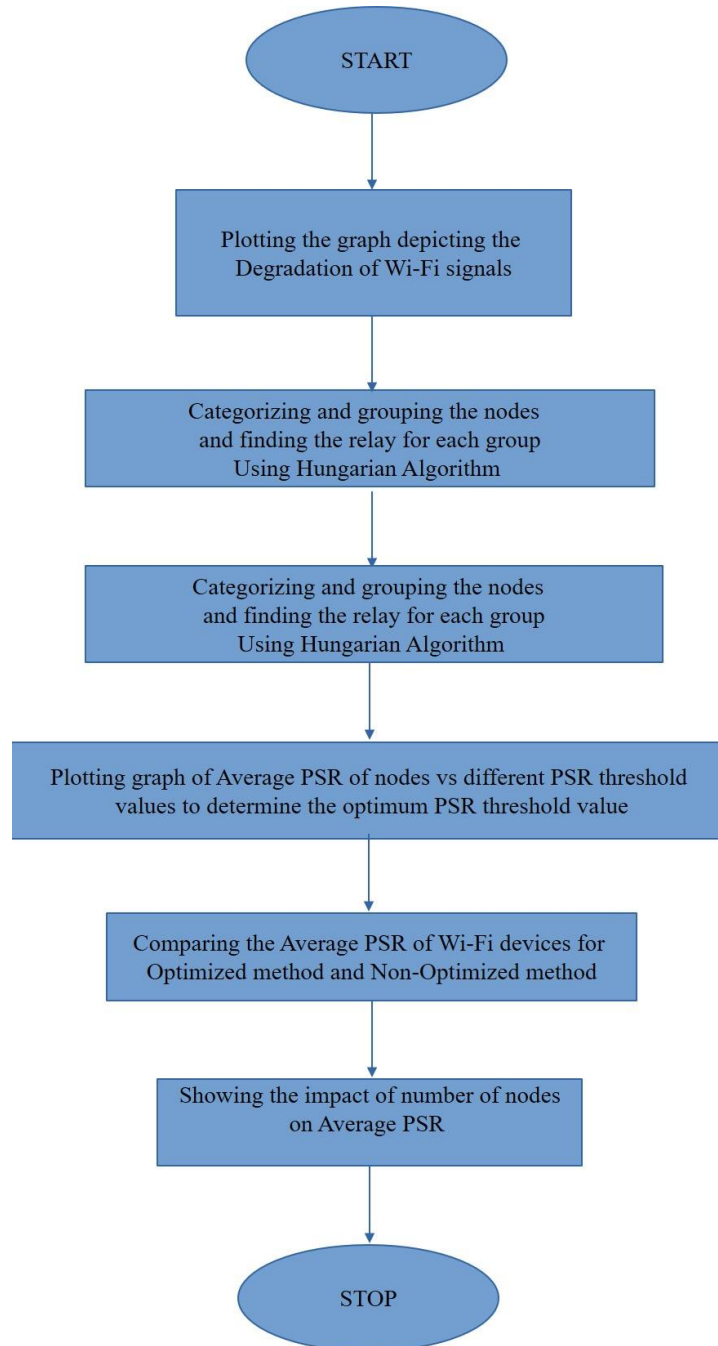 START
Plotting the graph depicting the
Degradation of Wi-Fi signals
Categorizing and grouping the nodes
and finding the relay for each group
Using Hungarian Algorithm
Categorizing and grouping the nodes
and finding the relay for each group
Using Hungarian Algorithm
Plotting graph of Average PSR of nodes vs different PSR threshold
values to determine the optimum PSR threshold value
Comparing the Average PSR of Wi-Fi devices for
Optimized method and Non-Optimized method
Showing the impact of number of nodes
on Average PSR
STOP